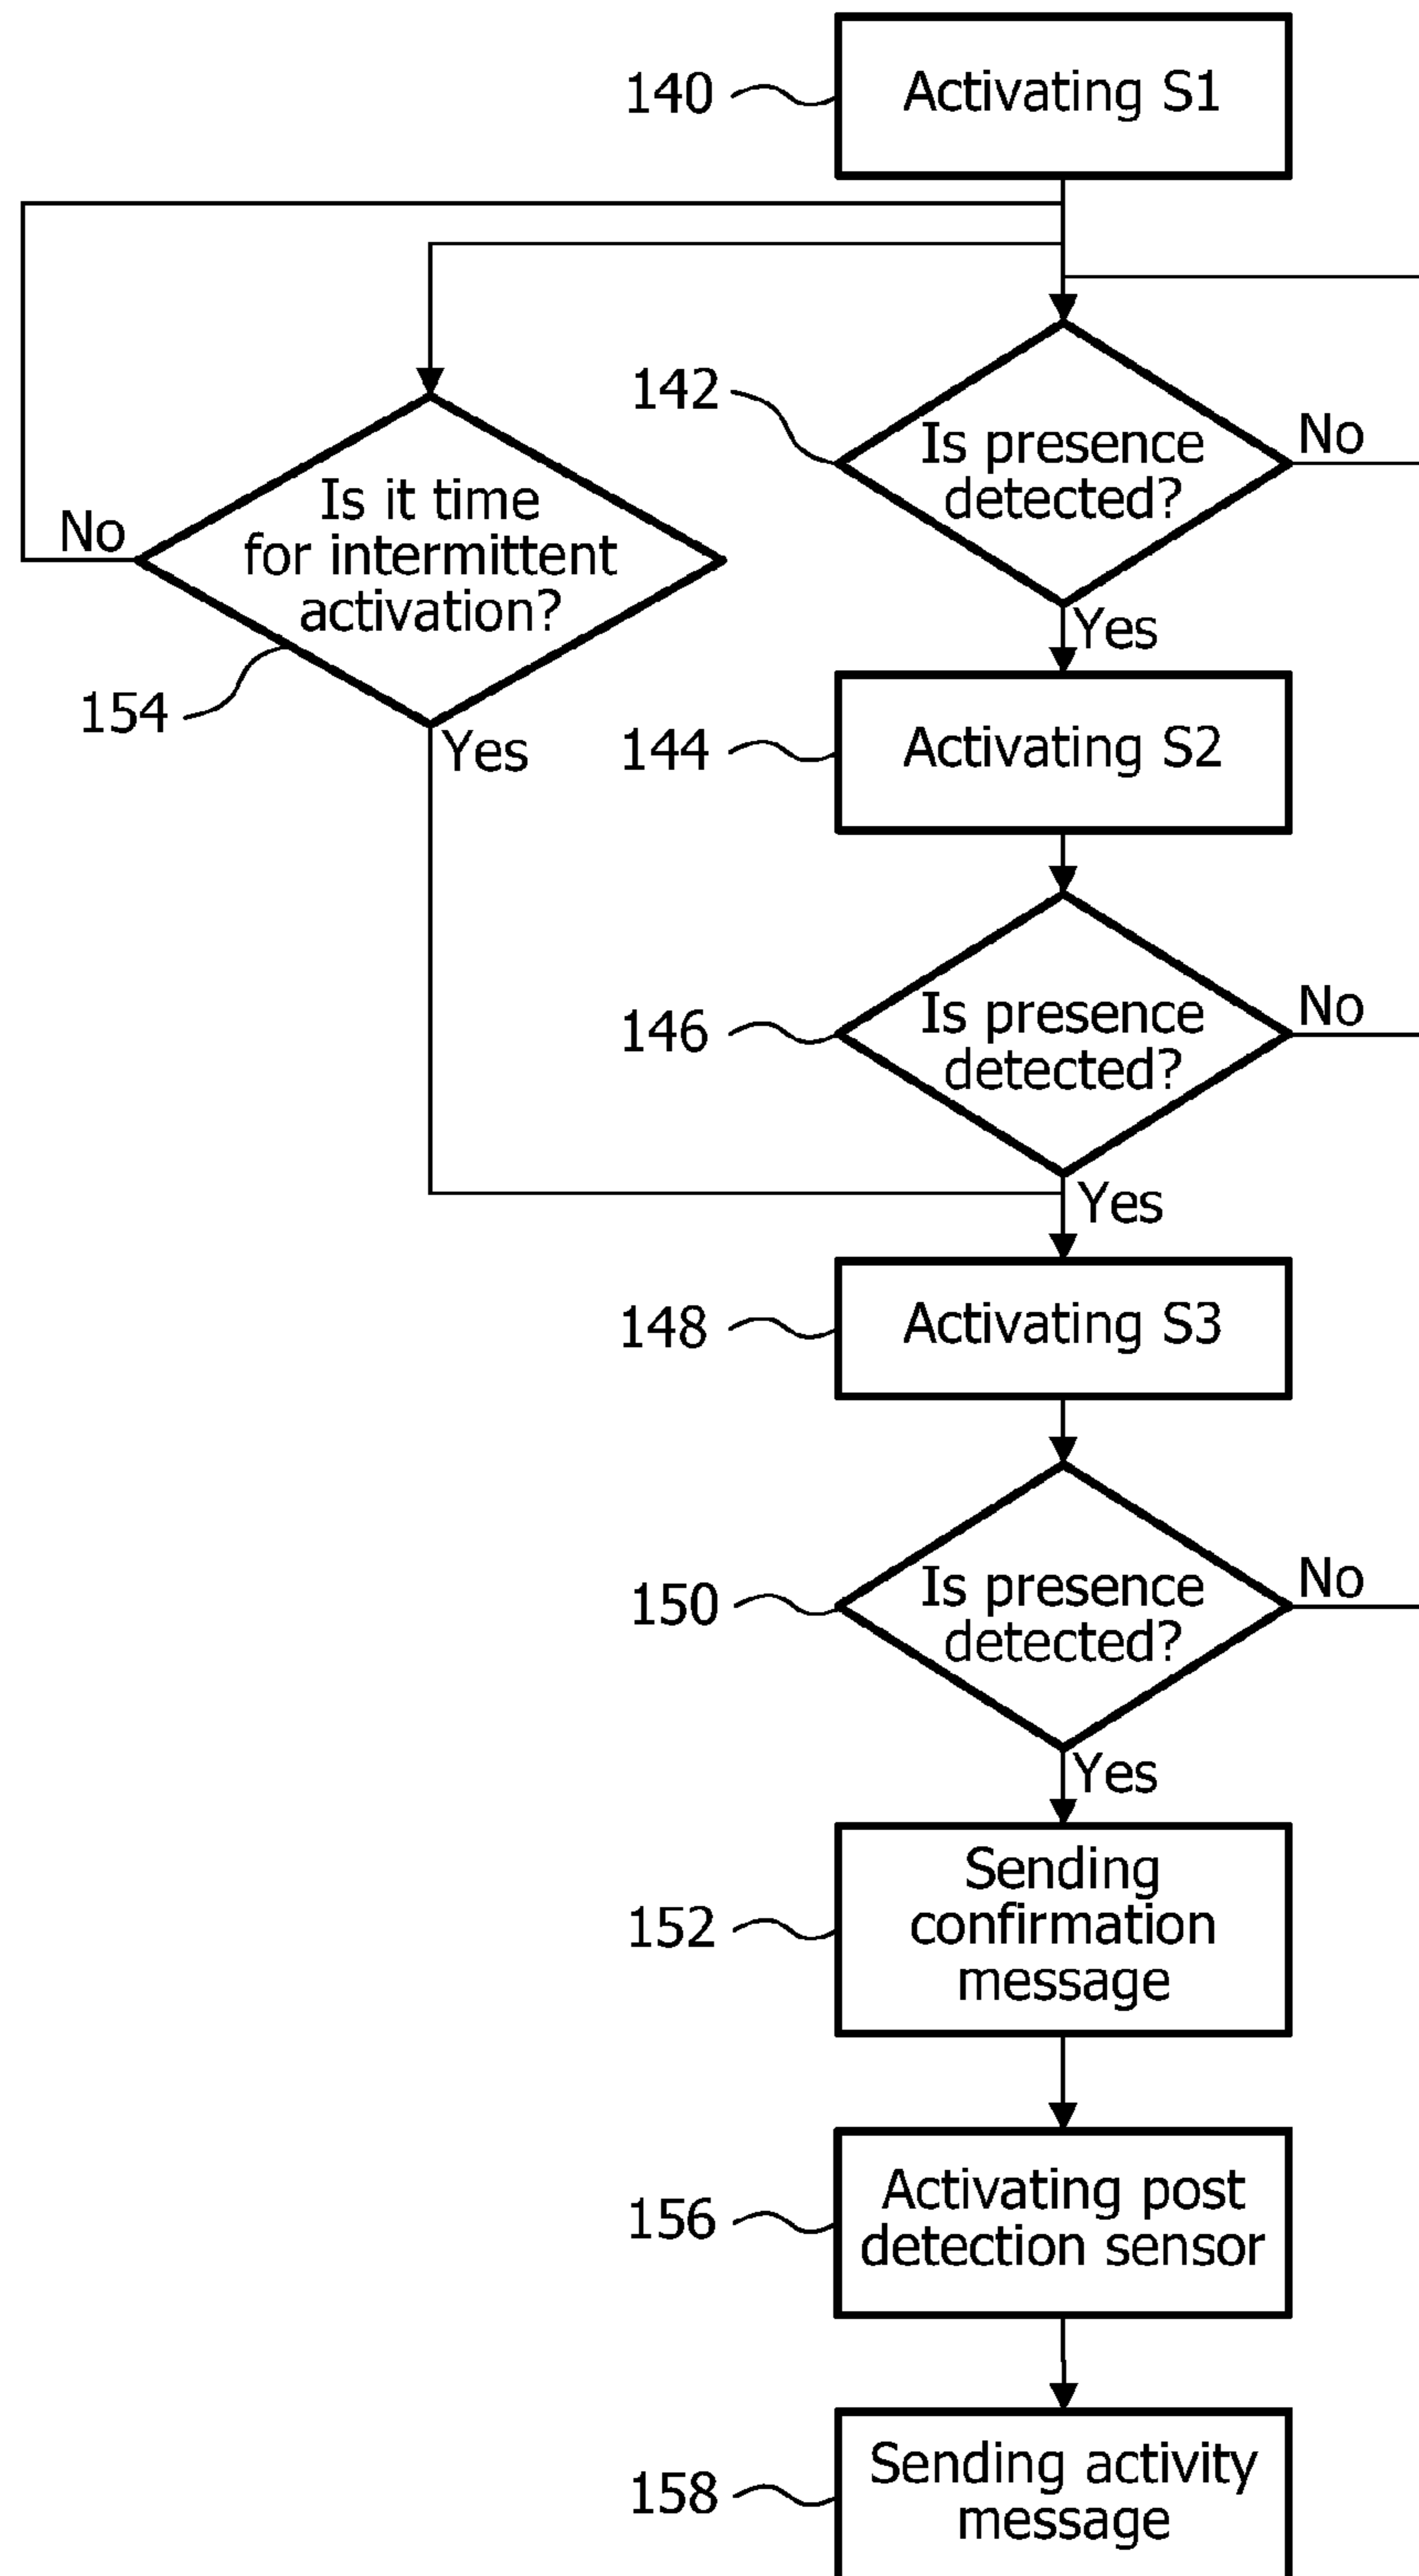 140
Activating S1
142
Is presence
detected?
No
Yes
No
Is it time
for intermittent
activation?
154
Yes
144
Activating S2
146
Is presence
detected?
No
Yes
148
Activating S3
150
Is presence
detected?
No
Yes
152
Sending
confirmation
message
156
Activating post
detection sensor
158
Sending activity
message